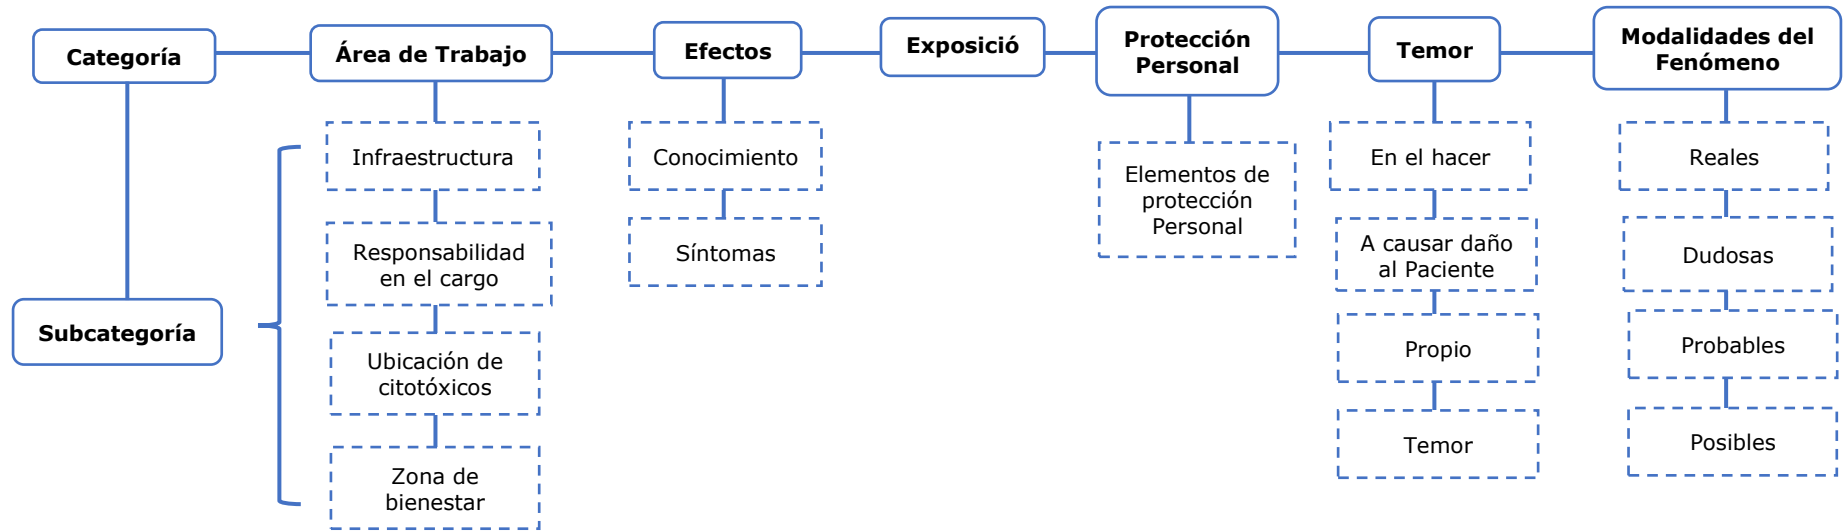 Categoría
Área de Trabajo
Efectos
Exposició
Protección
Personal
Temor
Modalidades del
Fenómeno
Subcategoría
Infraestructura
Responsabilidad
en el cargo
Ubicación de
citotóxicos
Zona de
bienestar
Conocimiento
Síntomas
Elementos de
protección
Personal
En el hacer
A causar daño
al Paciente
Propio
Temor
Reales
Dudosas
Probables
Posibles